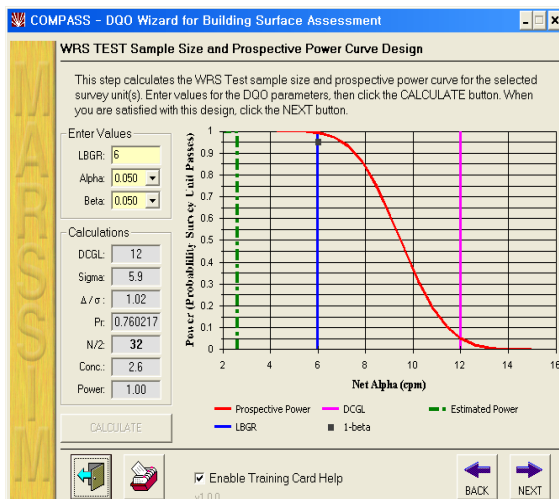 COMPASS - DQO Wizard for Building Surface Assessment
MARSSIM
WRS TEST Sample Size and Prospective Power Curve Design
This step calculates the WRS Test sample size and prospective power curve for the selected
survey unit(s). Enter values for the DQO parameters, then click the CALCULATE button. When
you are satisfied with this design, click the NEXT button.
Enter Values
LBGR: 6
Alpha: 0.050
Beta: 0.050
Calculations
DCGL: 12
Sigma: 5.9
Δ / σ : 1.02
Pr: 0.760217
N/2: 32
Conc.: 2.6
Power: 1.00
CALCULATE
Power (Probability Survey Unit Passes)
1
0.9
0.8
0.7
0.6
0.5
0.4
0.3
0.2
0.1
0
2 4 6 8 10 12 14 16
Net Alpha (cpm)
Prospective Power DCGL Estimated Power
LBGR 1-beta
Enable Training Card Help
v1.0.0
BACK NEXT